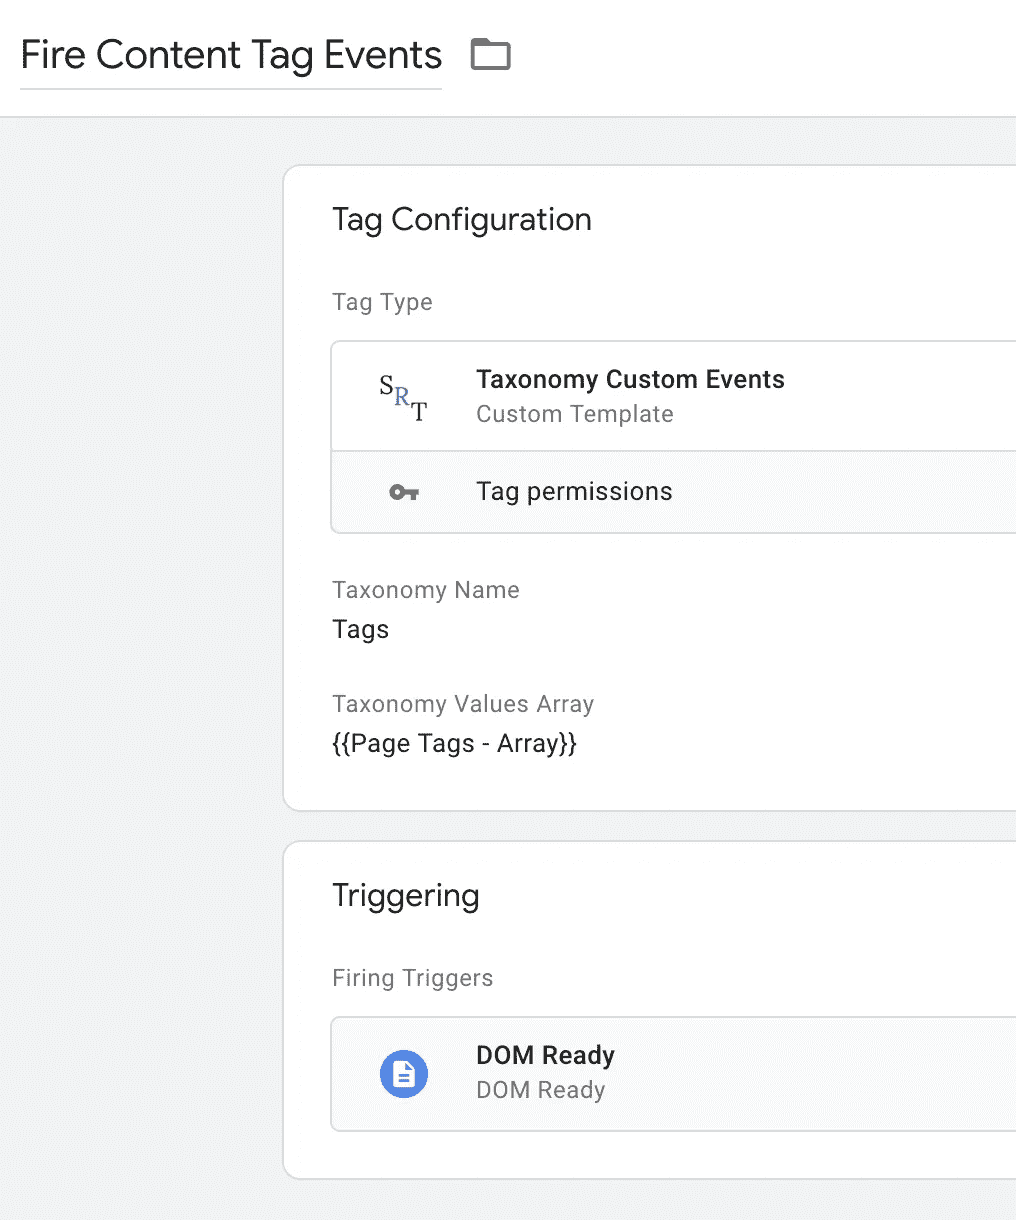 Fire Content Tag Events
Tag Configuration
Tag Type
SRT
Taxonomy Custom Events
Custom Template
Tag permissions
Taxonomy Name
Tags
Taxonomy Values Array
{{Page Tags - Array}}
Triggering
Firing Triggers
DOM Ready
DOM Ready